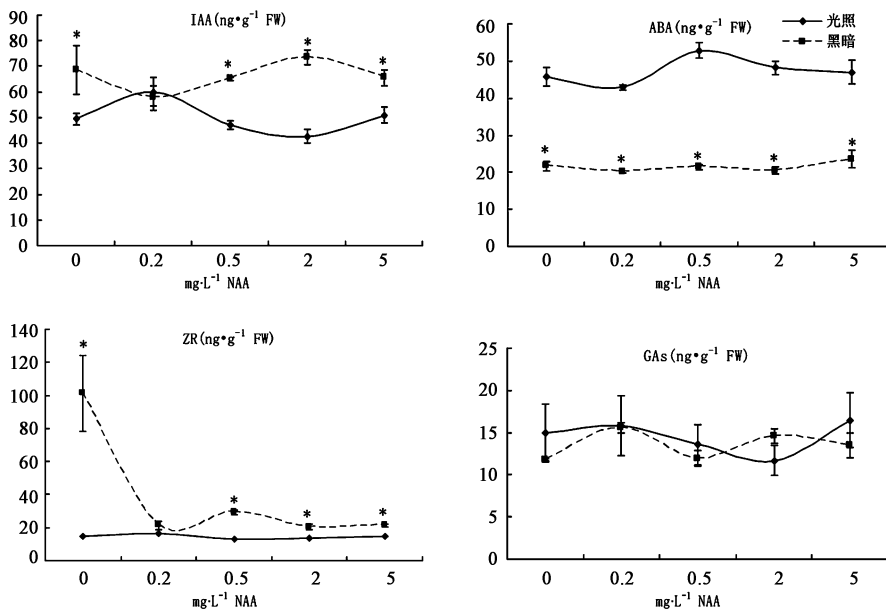 IAA(ng•g⁻¹ FW)
90
80
70
60
50
40
30
20
10
0
0 0.2 0.5 2 5
mg·L⁻¹ NAA
* * * *
ABA(ng•g⁻¹ FW)
光照
黑暗
60
50
40
30
20
10
0
0 0.2 0.5 2 5
mg·L⁻¹ NAA
* * * * *
ZR(ng•g⁻¹ FW)
140
120
100
80
60
40
20
0
0 0.2 0.5 2 5
mg·L⁻¹ NAA
* * * *
GAs(ng•g⁻¹ FW)
25
20
15
10
5
0
0 0.2 0.5 2 5
mg·L⁻¹ NAA